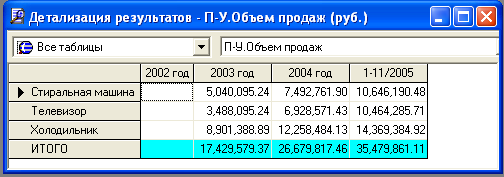 Детализация результатов - П-У.Объем продаж (руб.)
Все таблицы П-У.Объем продаж
2002 год 2003 год 2004 год 1-11/2005
Стиральная машина 5,040,095.24 7,492,761.90 10,646,190.48
Телевизор 3,488,095.24 6,928,571.43 10,464,285.71
Холодильник 8,901,388.89 12,258,484.13 14,369,384.92
ИТОГО 17,429,579.37 26,679,817.46 35,479,861.11